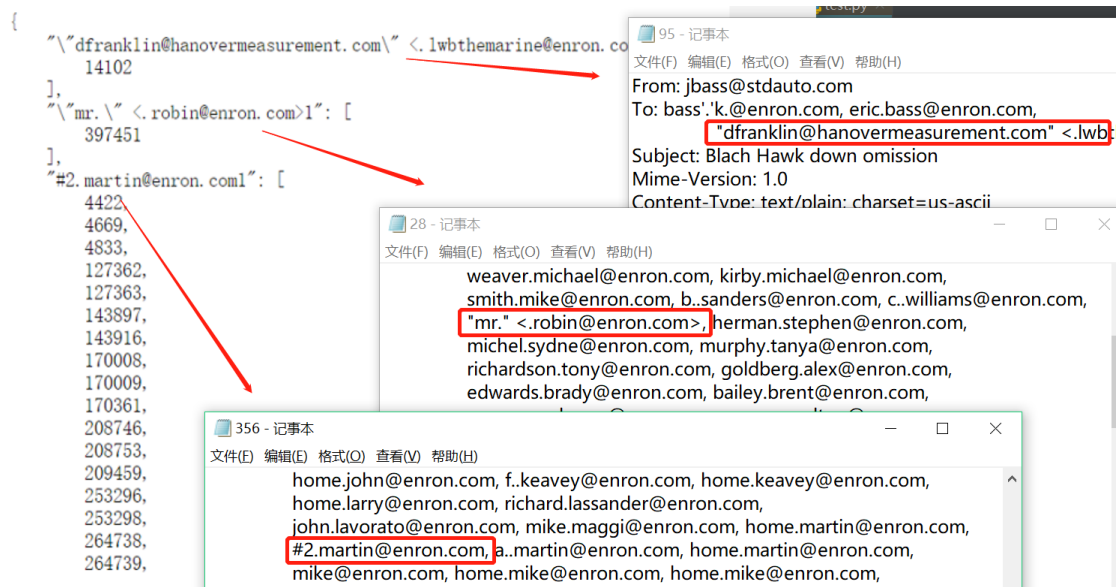 test.py
{
"\"dfranklin@hanovermeasurement.com\" <.lwbthemarine@enron.co
14102
],
"\"mr.\" <.robin@enron.com>1": [
397451
],
"#2.martin@enron.com1": [
4422,
4669,
4833,
127362,
127363,
143897,
143916,
170008,
170009,
170361,
208746,
208753,
209459,
253296,
253298,
264738,
264739,
95 - 记事本
文件(F) 编辑(E) 格式(O) 查看(V) 帮助(H)
From: jbass@stdauto.com
To: bass'.'k.@enron.com, eric.bass@enron.com,
"dfranklin@hanovermeasurement.com" <.lwbt
Subject: Blach Hawk down omission
Mime-Version: 1.0
Content-Type: text/plain; charset=us-ascii
28 - 记事本
文件(F) 编辑(E) 格式(O) 查看(V) 帮助(H)
weaver.michael@enron.com, kirby.michael@enron.com,
smith.mike@enron.com, b..sanders@enron.com, c..williams@enron.com,
"mr." <.robin@enron.com>, herman.stephen@enron.com,
michel.sydne@enron.com, murphy.tanya@enron.com,
richardson.tony@enron.com, goldberg.alex@enron.com,
edwards.brady@enron.com, bailey.brent@enron.com,
356 - 记事本
文件(F) 编辑(E) 格式(O) 查看(V) 帮助(H)
home.john@enron.com, f..keavey@enron.com, home.keavey@enron.com,
home.larry@enron.com, richard.lassander@enron.com,
john.lavorato@enron.com, mike.maggi@enron.com, home.martin@enron.com,
#2.martin@enron.com, a..martin@enron.com, home.martin@enron.com,
mike@enron.com, home.mike@enron.com, home.mike@enron.com,